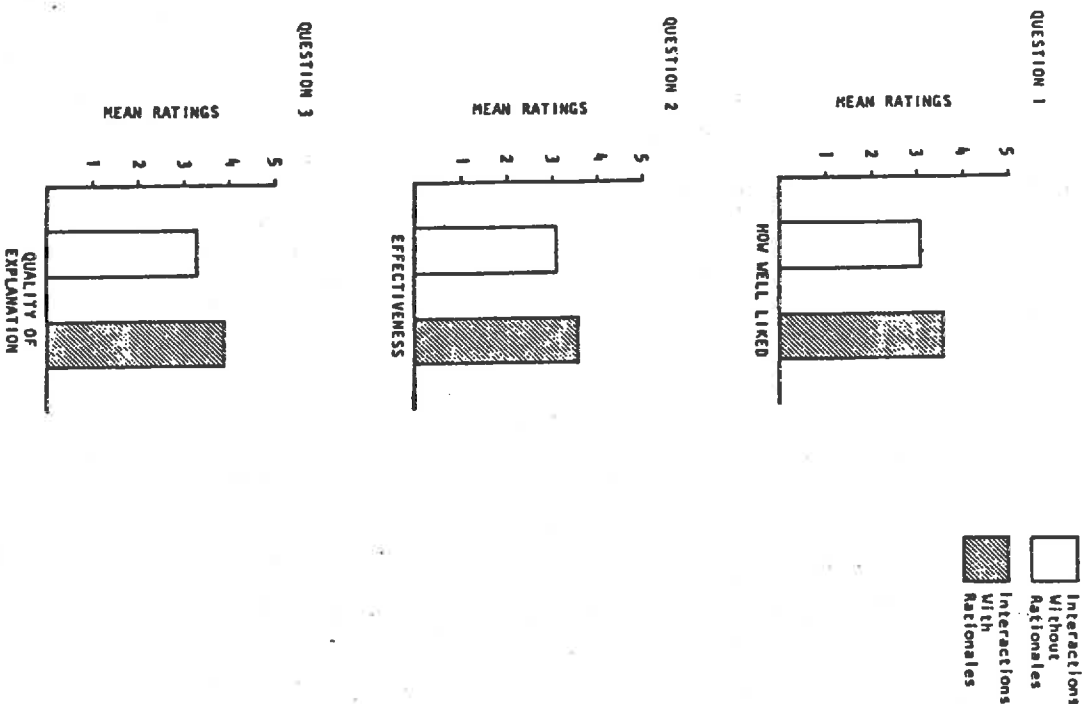 QUESTION 1
MEAN RATINGS
5
4
3
2
1
HOW WELL LIKED
QUESTION 2
MEAN RATINGS
5
4
3
2
1
EFFECTIVENESS
QUESTION 3
MEAN RATINGS
5
4
3
2
1
QUALITY OF
EXPLANATION
Interactions
Without
Rationales
Interactions
With
Rationales